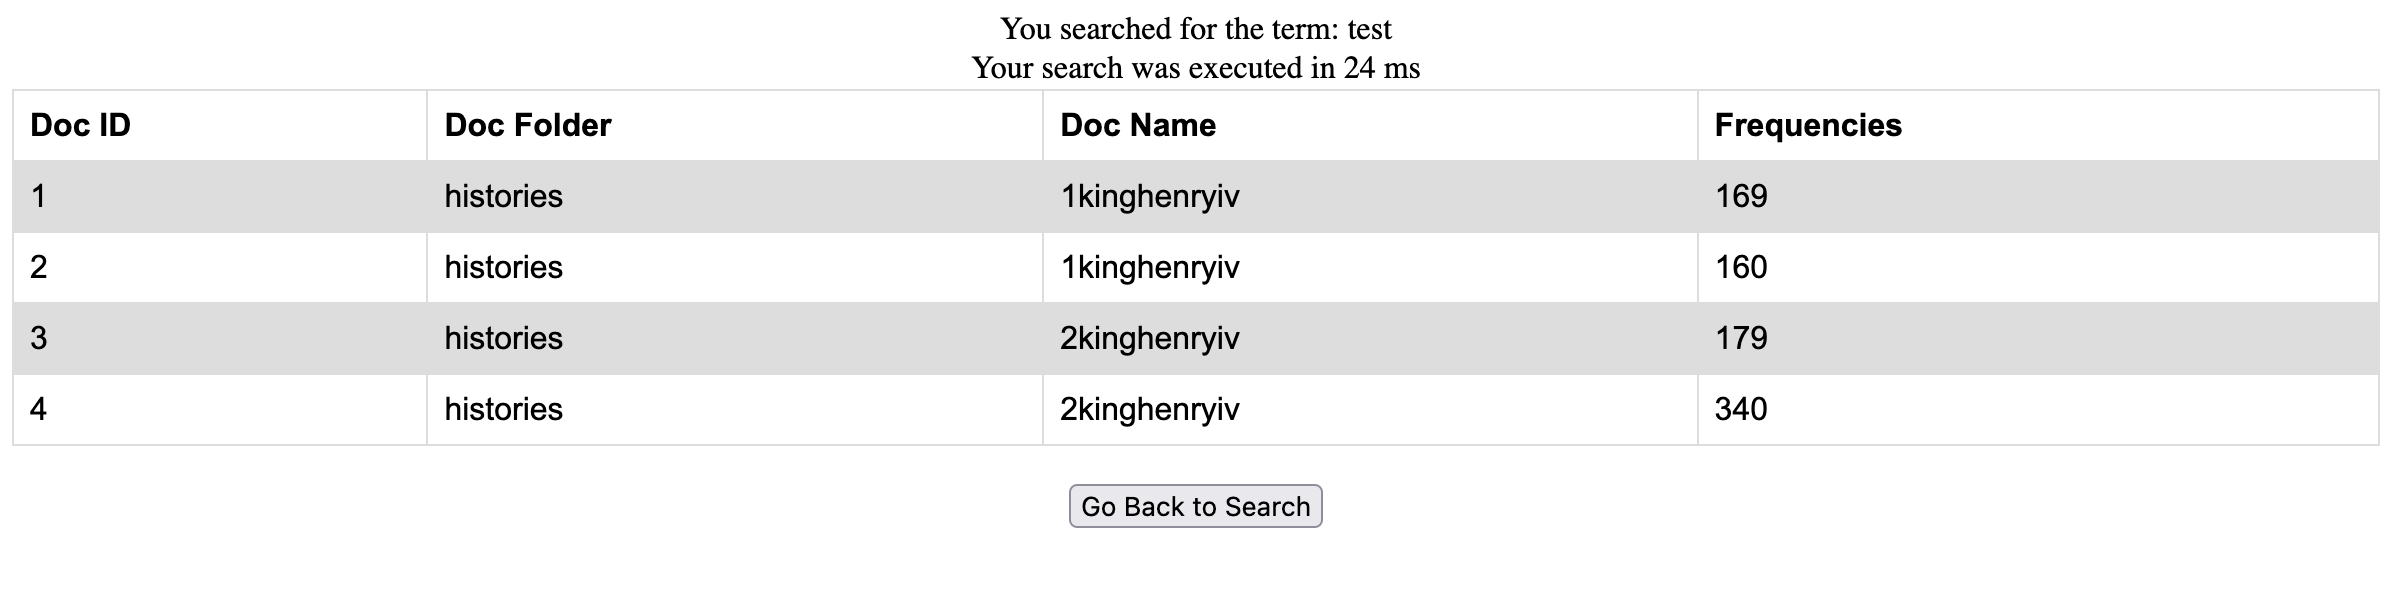 You searched for the term: test
Your search was executed in 24 ms
Doc ID Doc Folder Doc Name Frequencies
1 histories 1kinghenryiv 169
2 histories 1kinghenryiv 160
3 histories 2kinghenryiv 179
4 histories 2kinghenryiv 340
Go Back to Search